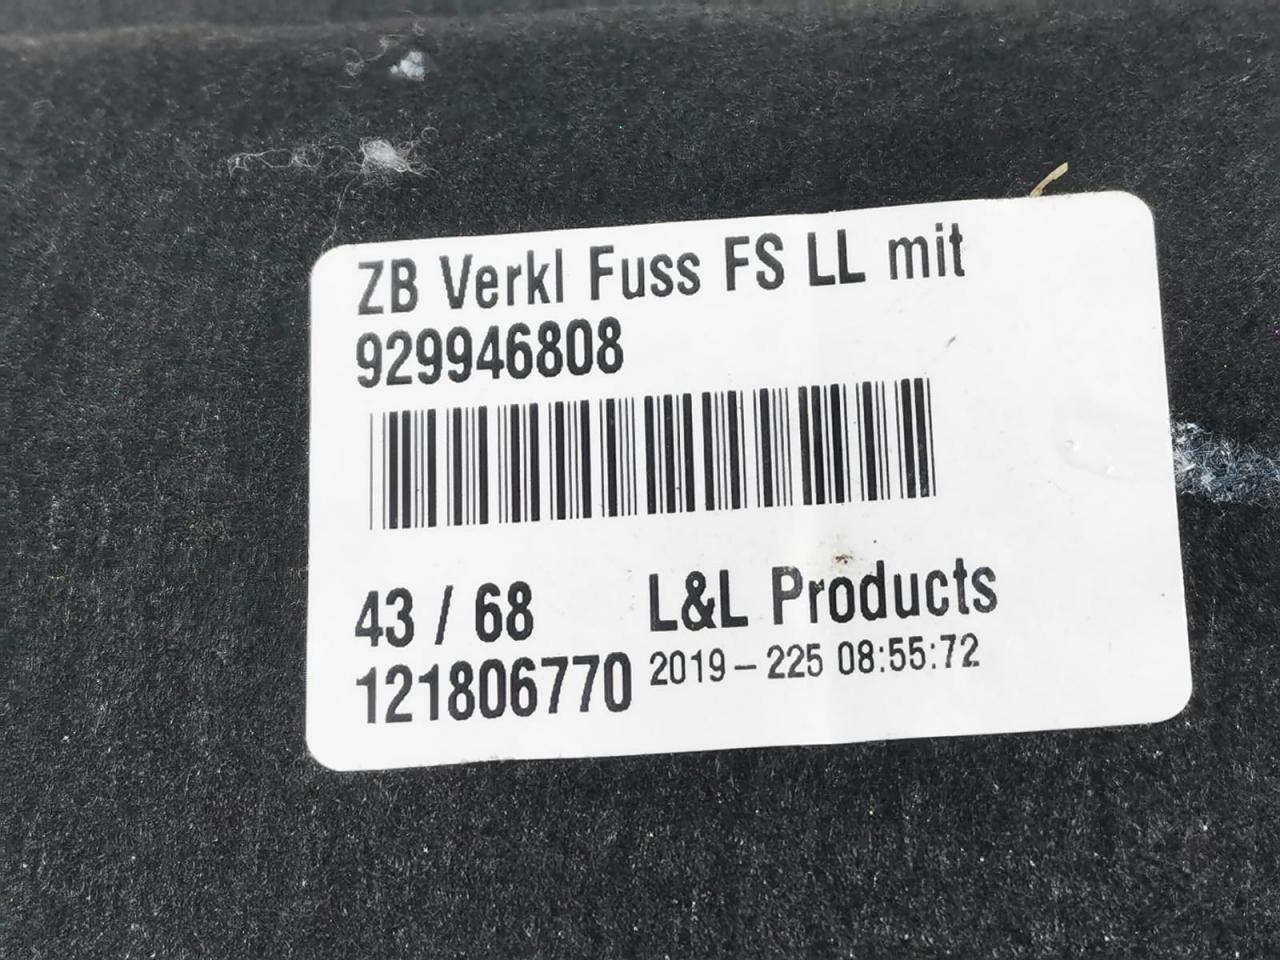 ZB Verkl Fuss FS LL mit
929946808
43 / 68
L&L Products
121806770
2019-225 08:55:72